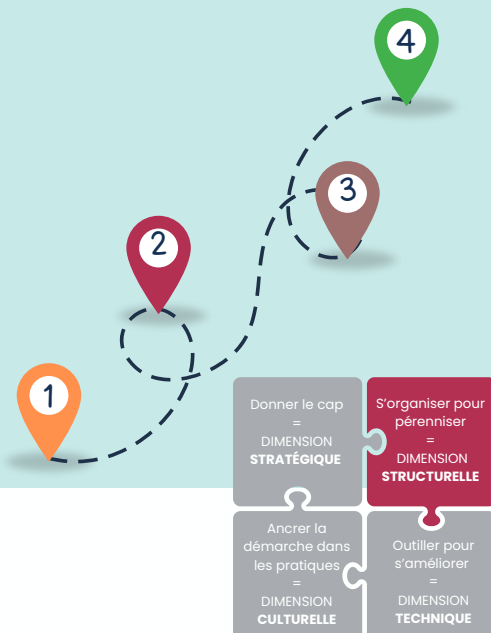 4
3
2
1
Donner le cap
=
DIMENSION
STRATÉGIQUE
S'organiser pour
pérenniser
=
DIMENSION
STRUCTURELLE
Ancrer la
démarche dans
les pratiques
=
DIMENSION
CULTURELLE
Outiller pour
s'améliorer
=
DIMENSION
TECHNIQUE